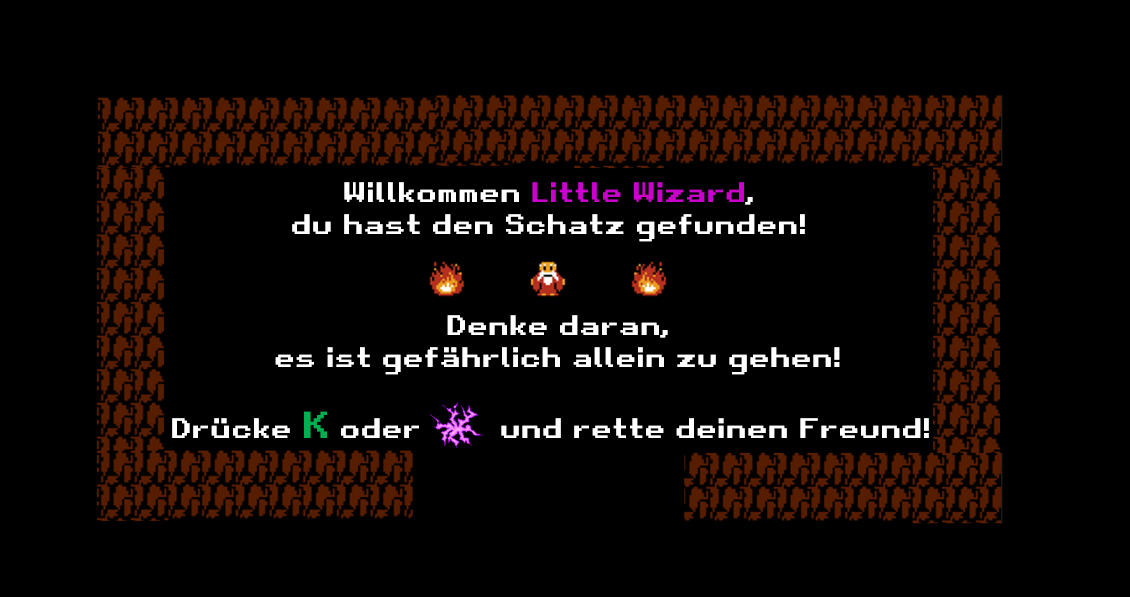 Willkommen Little Wizard,
du hast den Schatz gefunden!
Denke daran,
es ist gefährlich allein zu gehen!
Drücke K oder und rette deinen Freund!